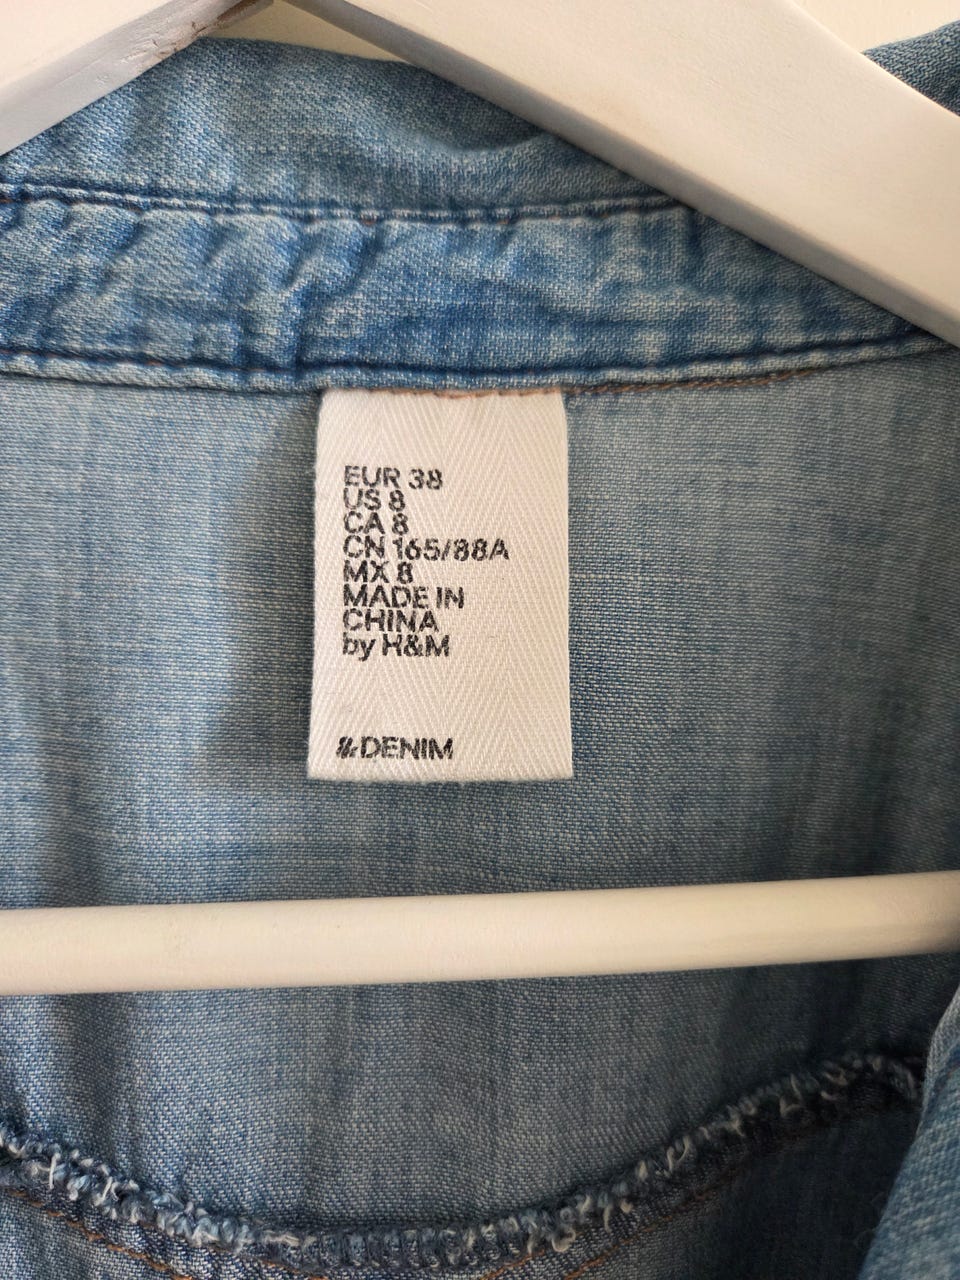 EUR 38
US 8
CA 8
CN 165/88A
MX 8
MADE IN
CHINA
by H&M
&DENIM